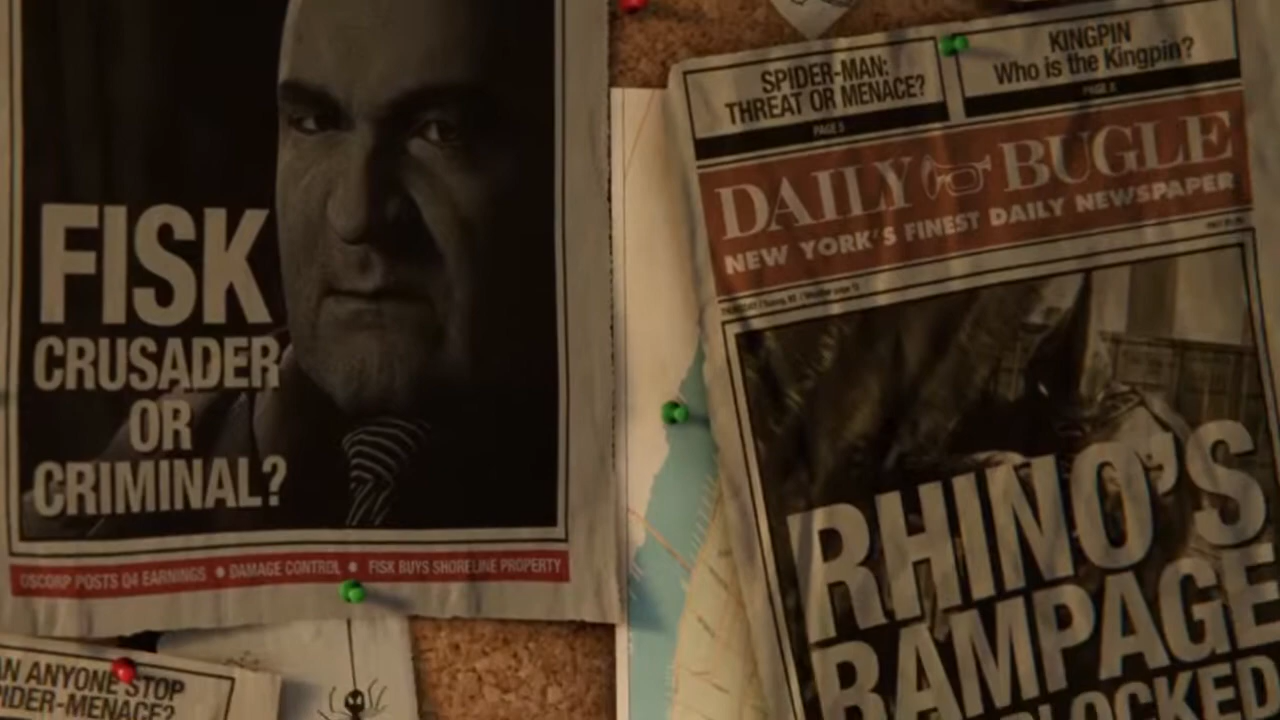 FISK
CRUSADER
OR
CRIMINAL?
OSCORP POSTS Q4 EARNINGS • DAMAGE CONTROL • FISK BUYS SHORELINE PROPERTY
AN ANYONE STOP
PIDER-MENACE?
SPIDER-MAN:
THREAT OR MENACE?
PAGE 5
KINGPIN
Who is the Kingpin?
DAILY BUGLE
NEW YORK'S FINEST DAILY NEWSPAPER
RHINO'S
RAMPAGE
LOCKED